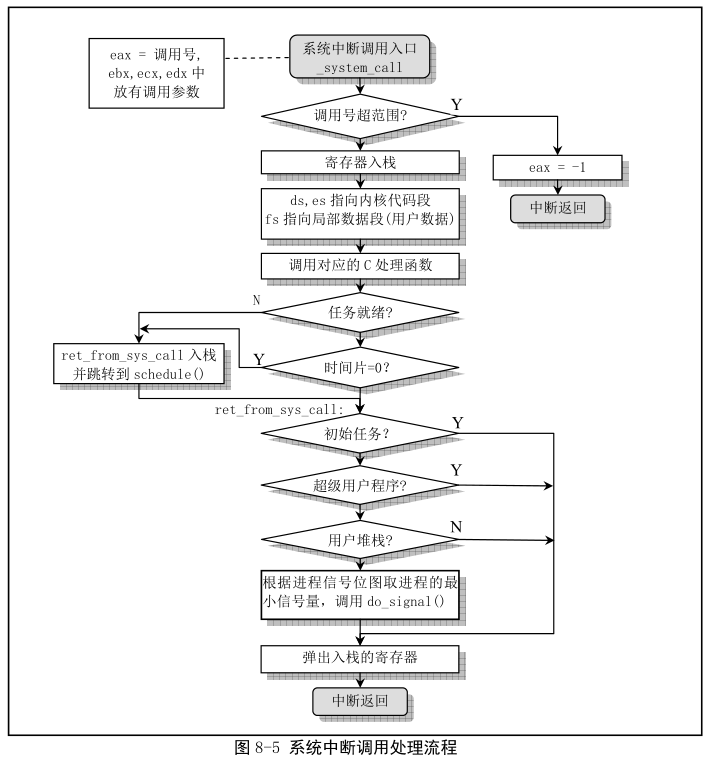 eax = 调用号,
ebx,ecx,edx 中
放有调用参数
系统中断调用入口
_system_call
调用号超范围?
Y
寄存器入栈
eax = -1
中断返回
ds,es 指向内核代码段
fs 指向局部数据段(用户数据)
调用对应的 C 处理函数
N
任务就绪?
ret_from_sys_call 入栈
并跳转到 schedule()
Y
时间片=0?
ret_from_sys_call:
初始任务?
Y
超级用户程序?
Y
用户堆栈?
N
根据进程信号位图取进程的最
小信号量，调用 do_signal()
弹出入栈的寄存器
中断返回
图 8-5 系统中断调用处理流程